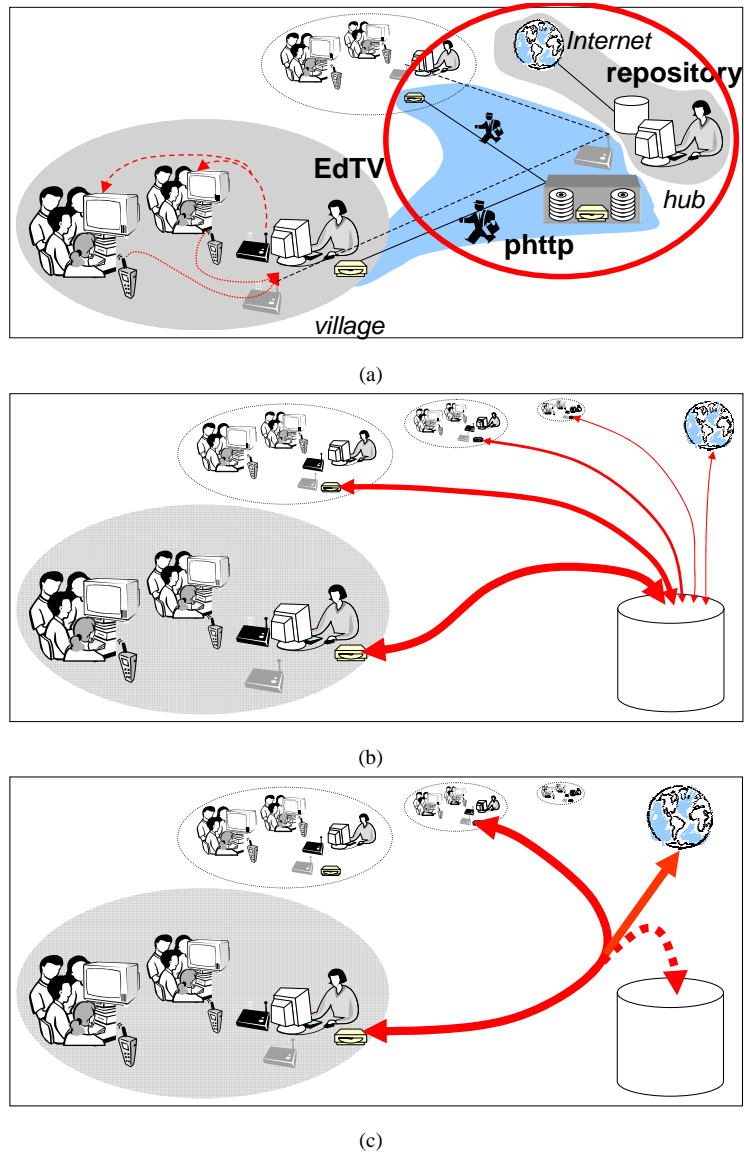 Internet
repository
EdTV
hub
phttp
village
(a)
(b)
(c)